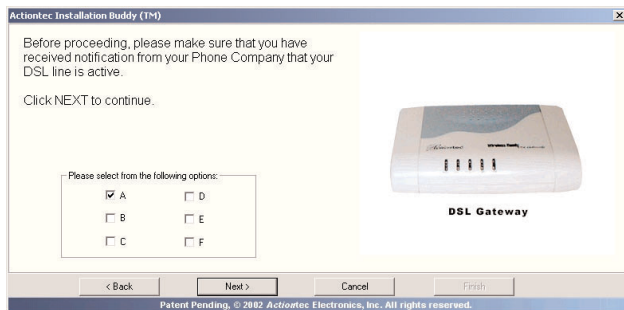 Actiontec Installation Buddy (TM)
Before proceeding, please make sure that you have
received notification from your Phone Company that your
DSL line is active.
Click NEXT to continue.
Actiontec
Please select from the following options:
A
D
B
E
C
F
DSL Gateway
< Back
Next >
Cancel
Finish
Patent Pending, © 2002 Actiontec Electronics, Inc. All rights reserved.